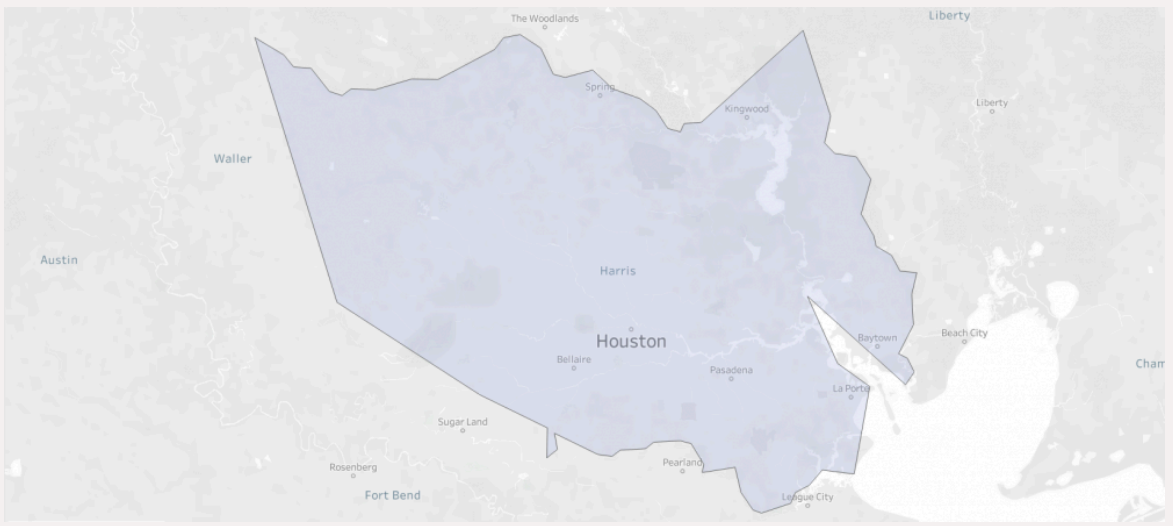 The Woodlands
Liberty
Spring
Kingwood
Liberty
Waller
Austin
Harris
Houston
Baytown
Beach City
Bellaire
Pasadena
Cham
La Porte
Sugar Land
Pearland
Rosenberg
Fort Bend
League City